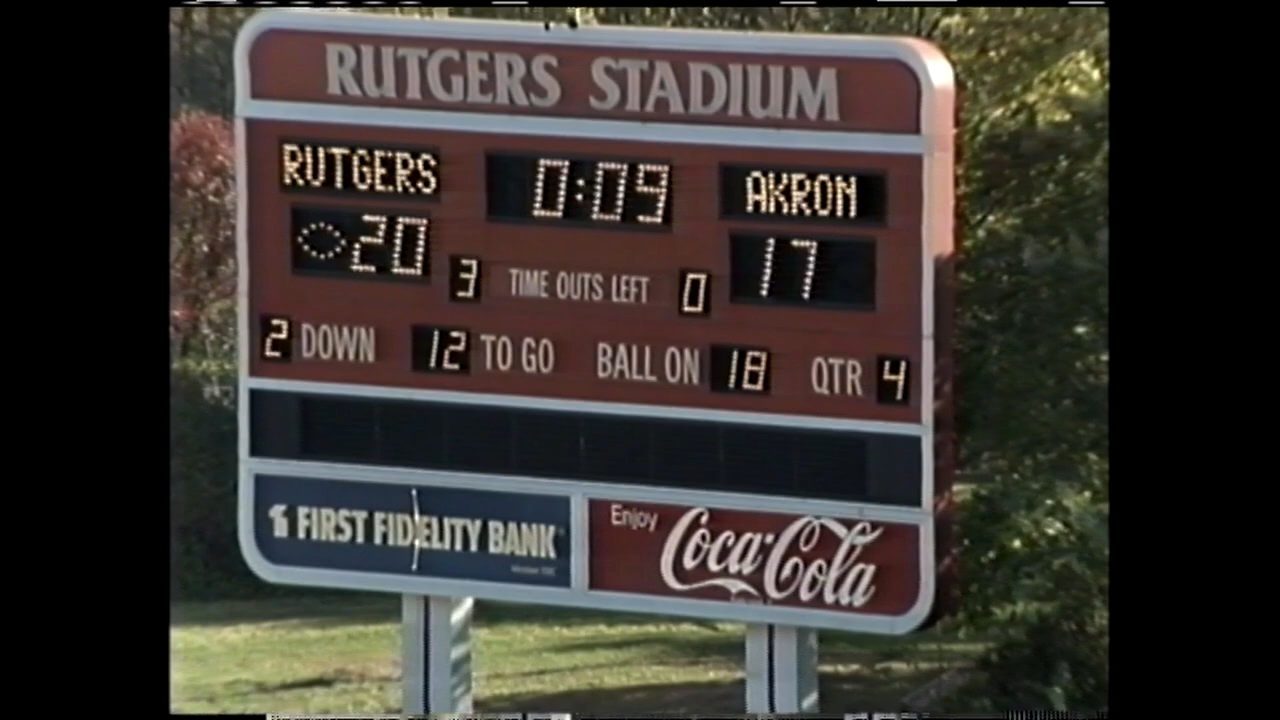 RUTGERS STADIUM
RUTGERS 0:09 AKRON
20 17
3 TIME OUTS LEFT 0
2 DOWN 12 TO GO BALL ON 18 QTR 4
1 FIRST FIDELITY BANK
Enjoy
Coca-Cola